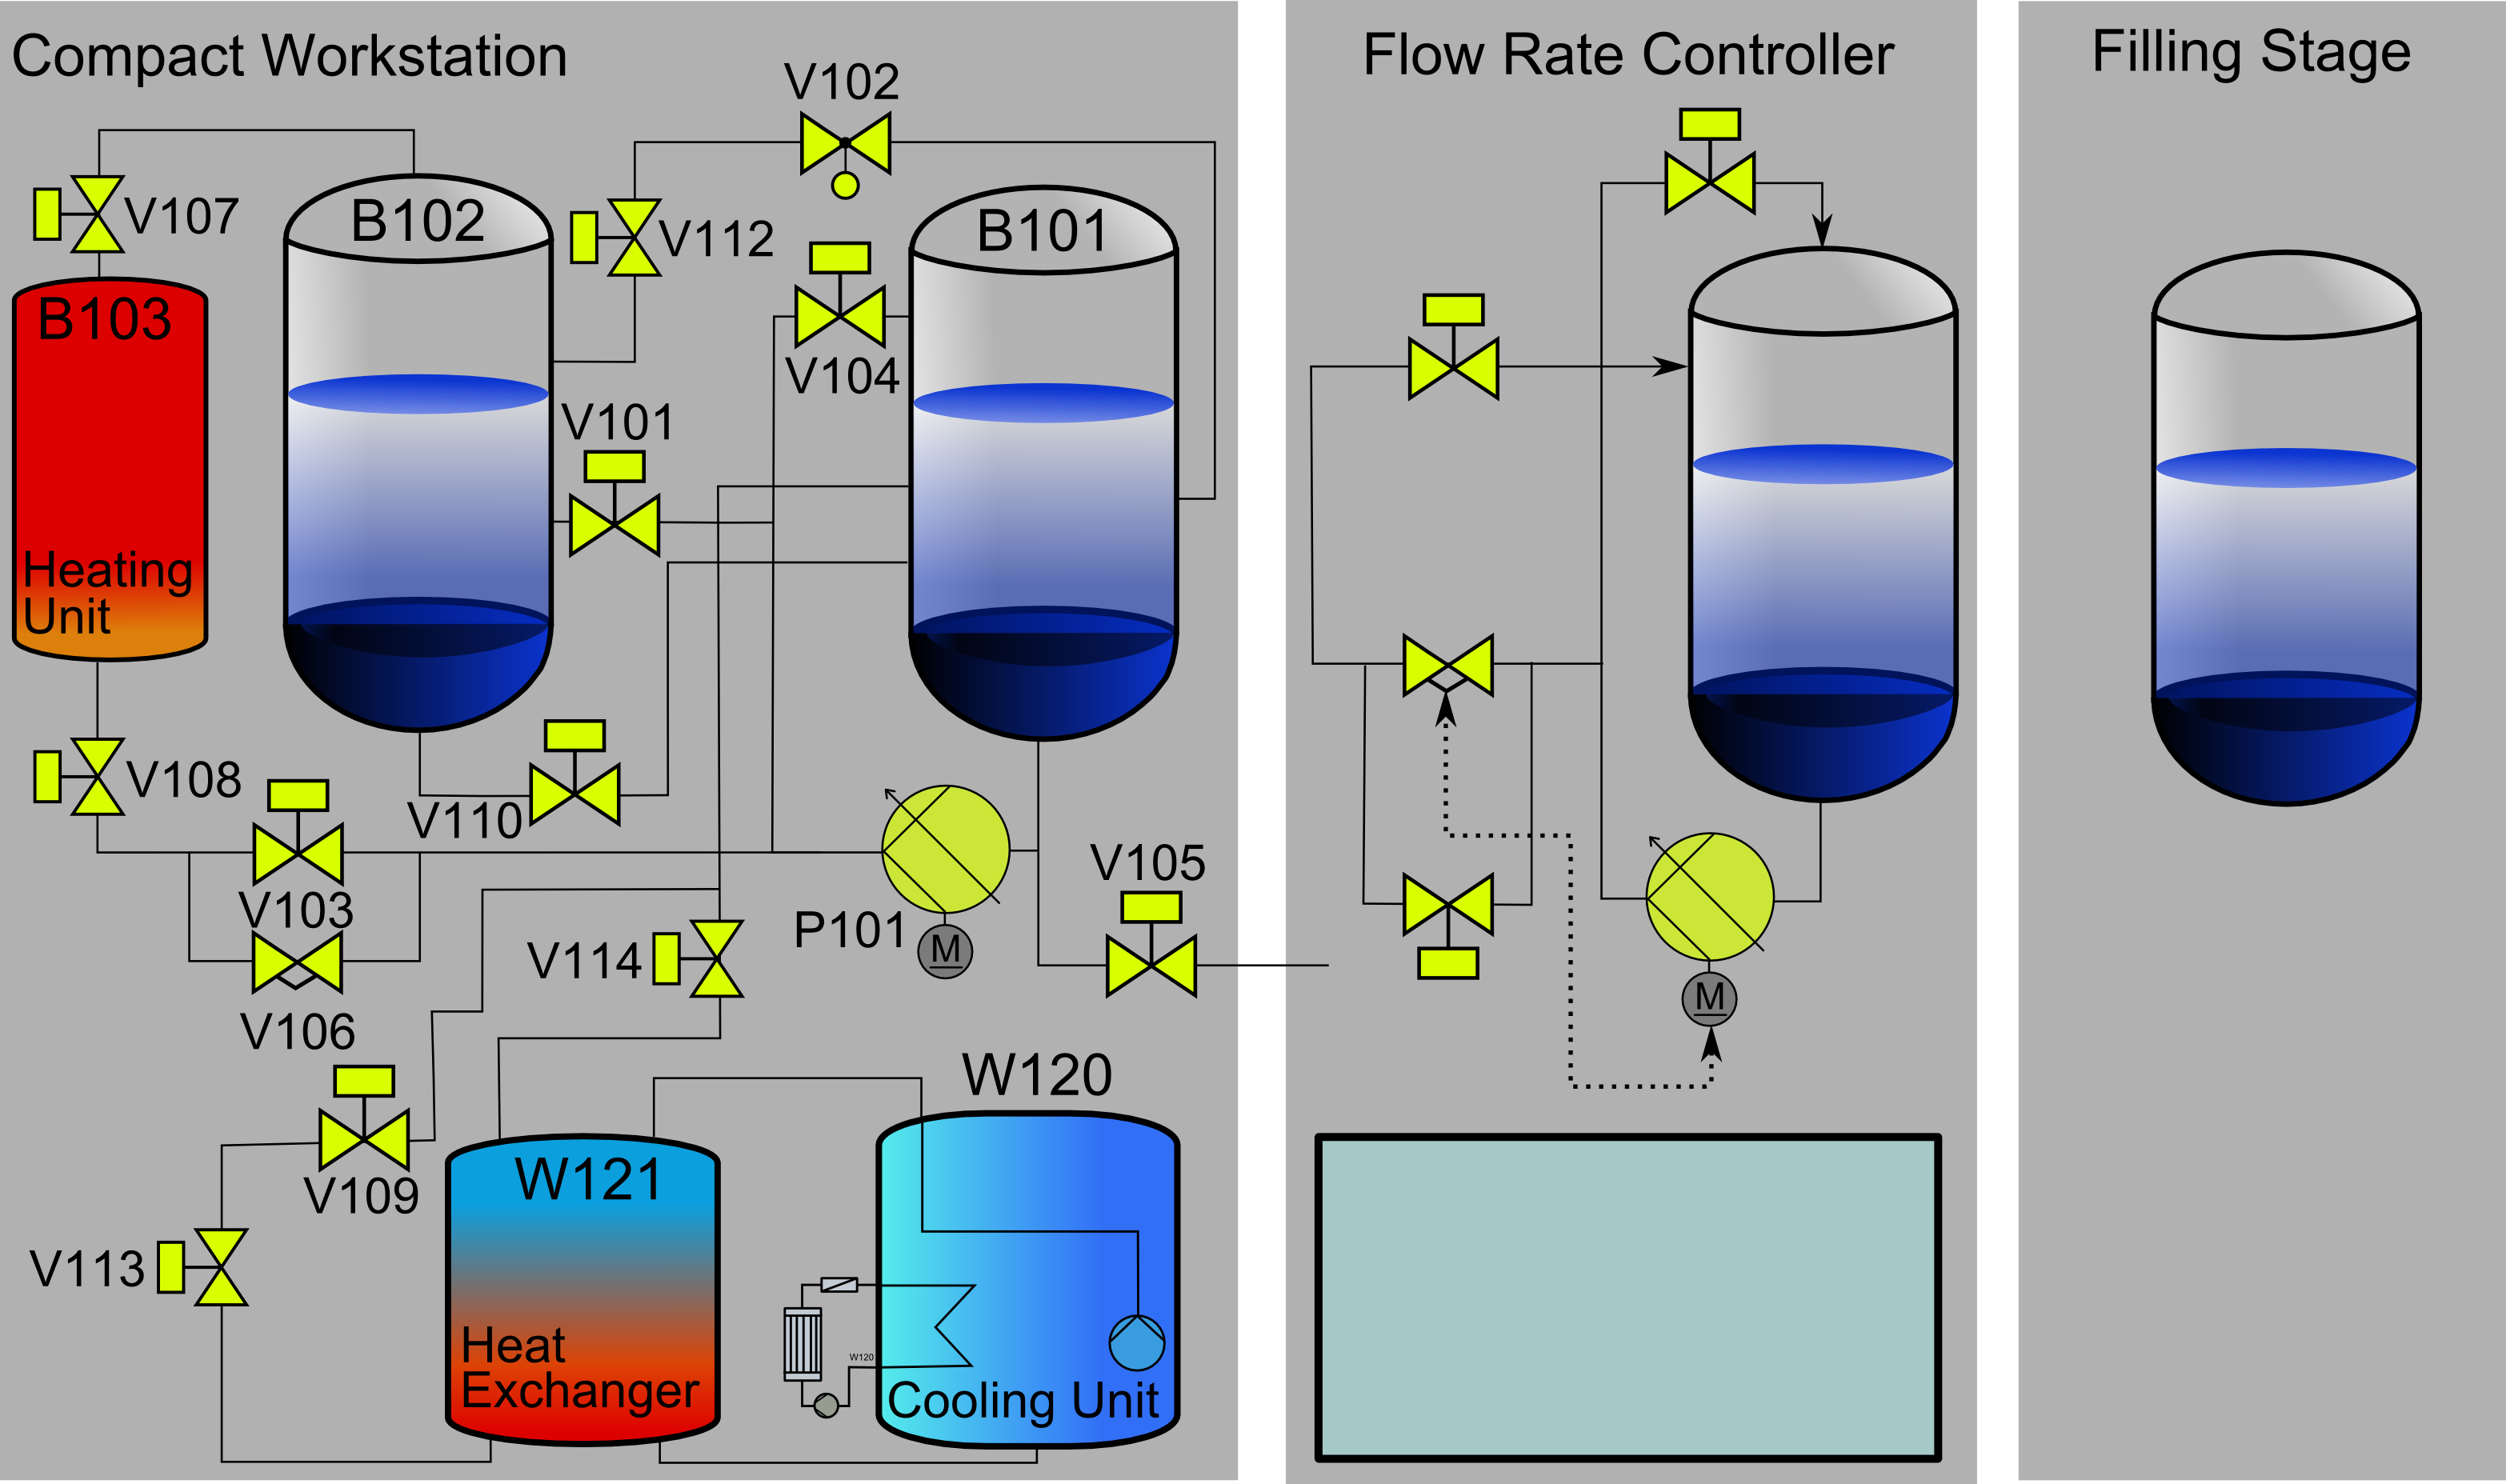 Compact Workstation
Flow Rate Controller
Filling Stage
V102
V107
B102
V112
B101
B103
V104
V101
Heating
Unit
V108
V110
V103
V105
P101
M
V114
M
V106
W120
V109
W121
V113
Heat
Exchanger
W120
Cooling Unit